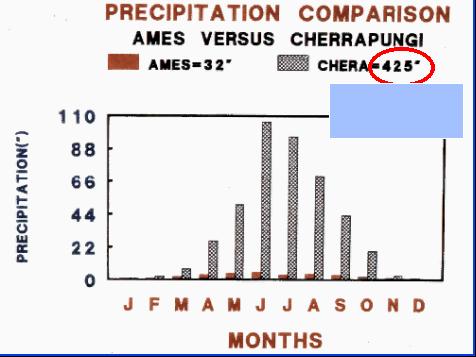 PRECIPITATION COMPARISON
AMES VERSUS CHERRAPUNGI
AMES=32" CHERA=425"
PRECIPITATION(")
110
88
66
44
22
0
J F M A M J J A S O N D
MONTHS